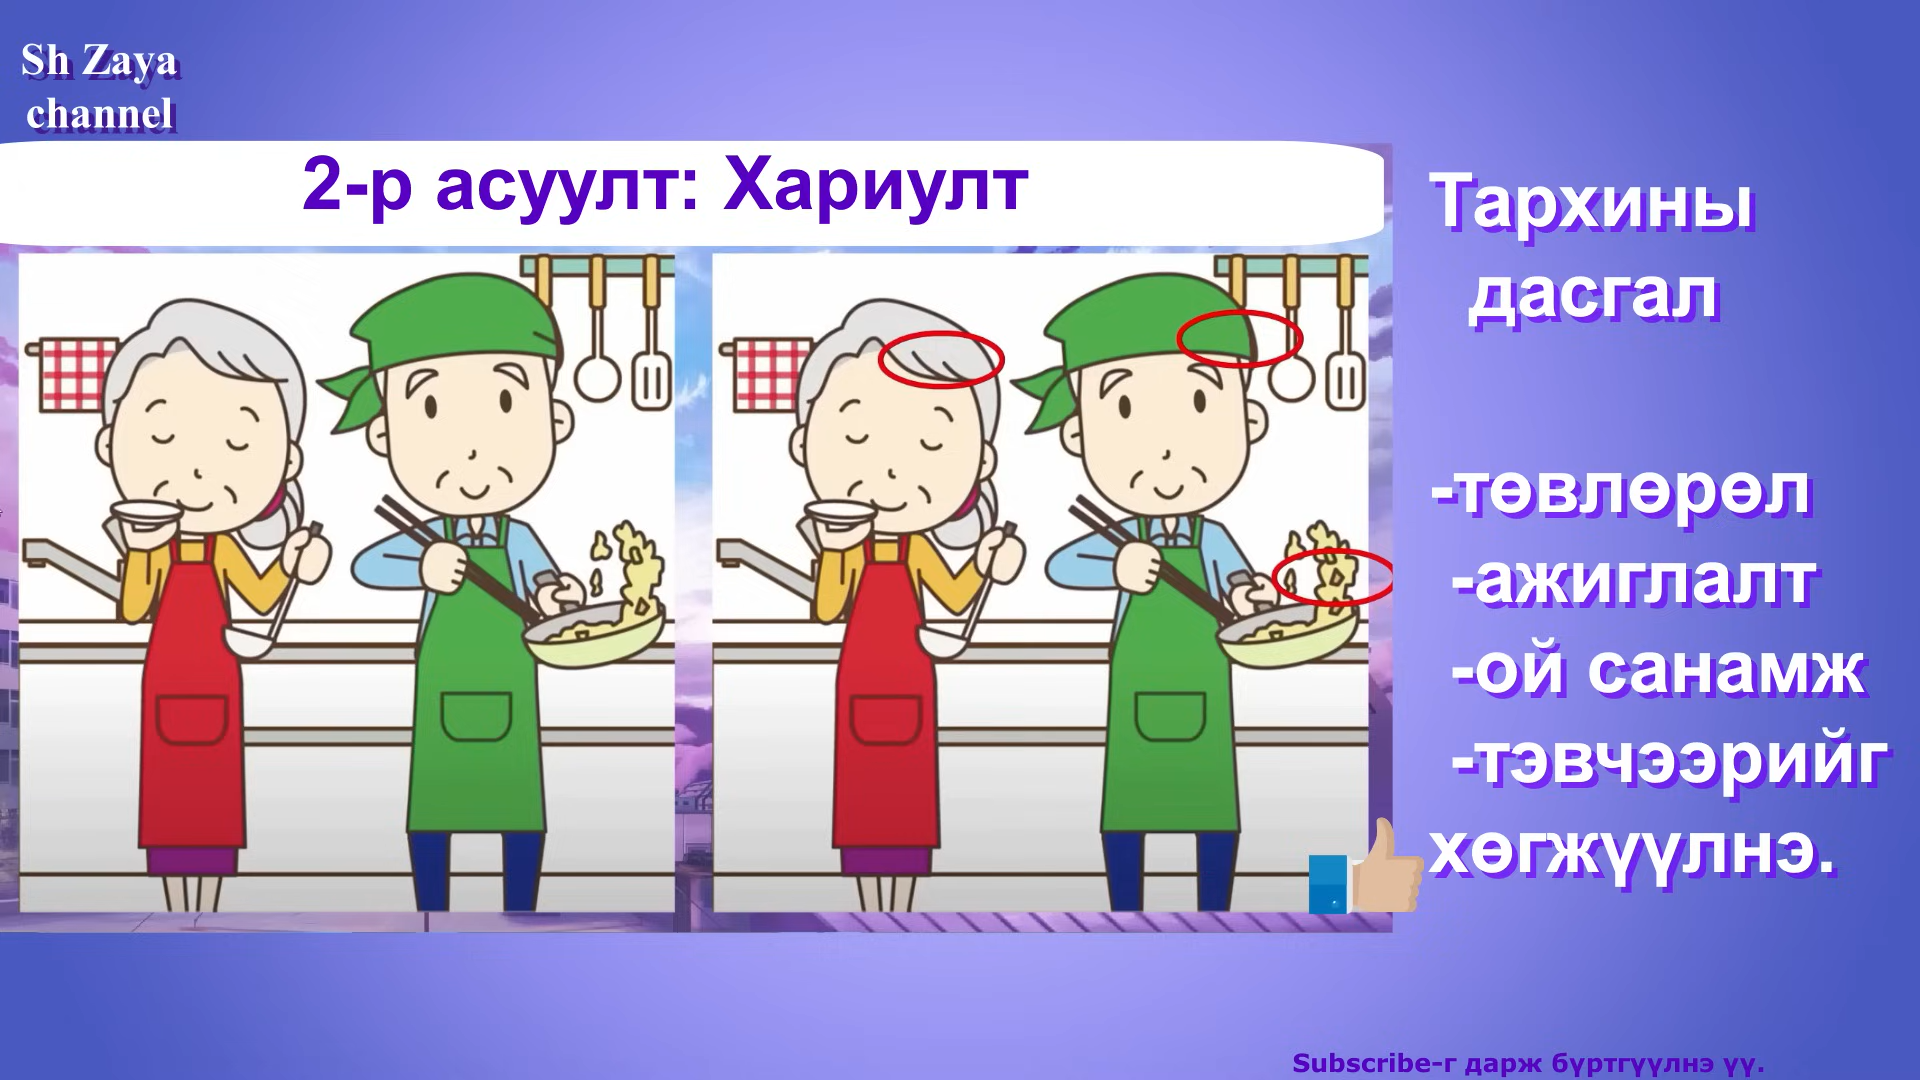 Sh Zaya
channel
2-р асуулт: Хариулт
Тархины
дасгал
-төвлөрөл
-ажиглалт
-ой санамж
-тэвчээрийг
хөгжүүлнэ.
Subscribe-г дарж бүртгүүлнэ үү.